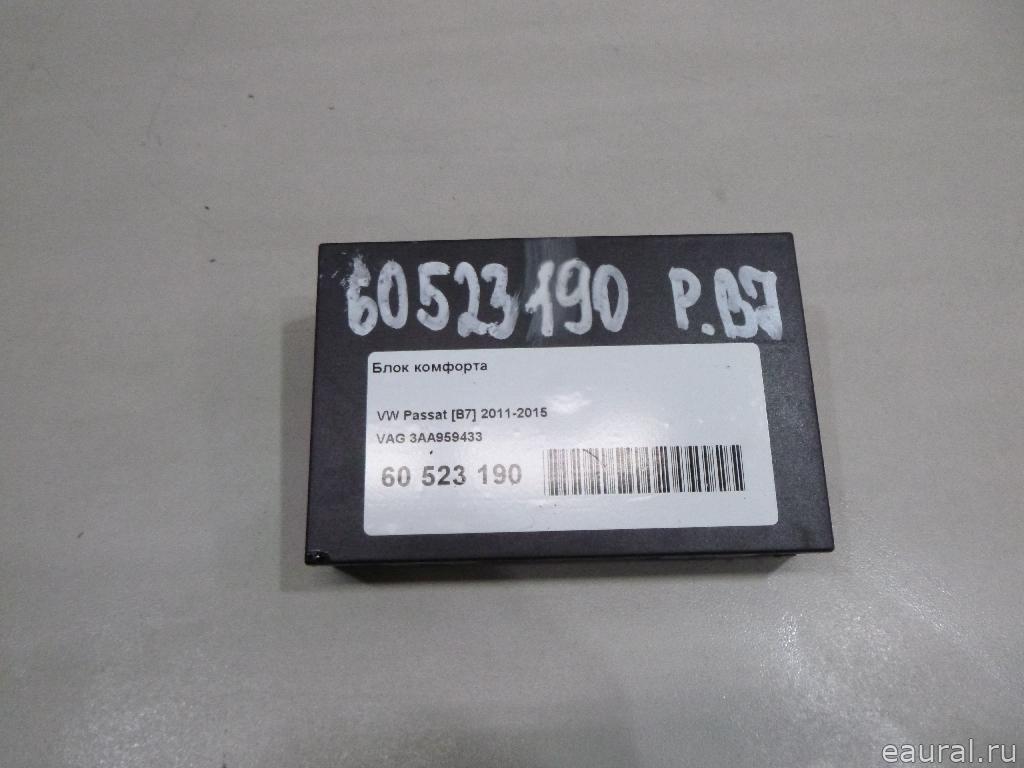 60523190 P.B7
Блок комфорта
VW Passat [B7] 2011-2015
VAG 3AA959433
60 523 190
eaural.ru